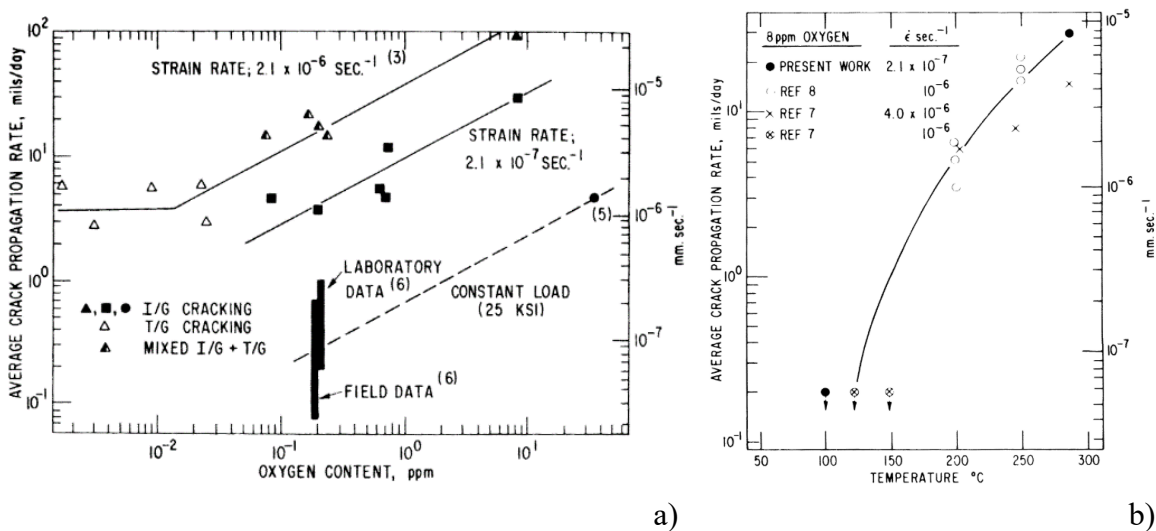 AVERAGE CRACK PROPAGATION RATE, mils/day
10²
10¹
10⁰
10⁻¹
STRAIN RATE; 2.1 x 10⁻⁶ SEC.⁻¹ (3)
STRAIN RATE;
2.1 x 10⁻⁷ SEC.⁻¹
(5)
LABORATORY
DATA (6)
CONSTANT LOAD
(25 KSI)
▲, ■, ● I/G CRACKING
△ T/G CRACKING
MIXED I/G + T/G
FIELD DATA (6)
10⁻⁵
10⁻⁶
10⁻⁷
mm. sec.⁻¹
10⁻²
10⁻¹
10⁰
10¹
OXYGEN CONTENT, ppm
a)
AVERAGE CRACK PROPAGATION RATE, mils/day
10¹
10⁰
10⁻¹
8ppm OXYGEN ε̇ sec.⁻¹
● PRESENT WORK 2.1 x 10⁻⁷
○ REF 8 10⁻⁶
× REF 7 4.0 x 10⁻⁶
⊗ REF 7 10⁻⁶
10⁻⁵
10⁻⁶
10⁻⁷
mm. sec.⁻¹
50 100 150 200 250 300
TEMPERATURE °C
b)